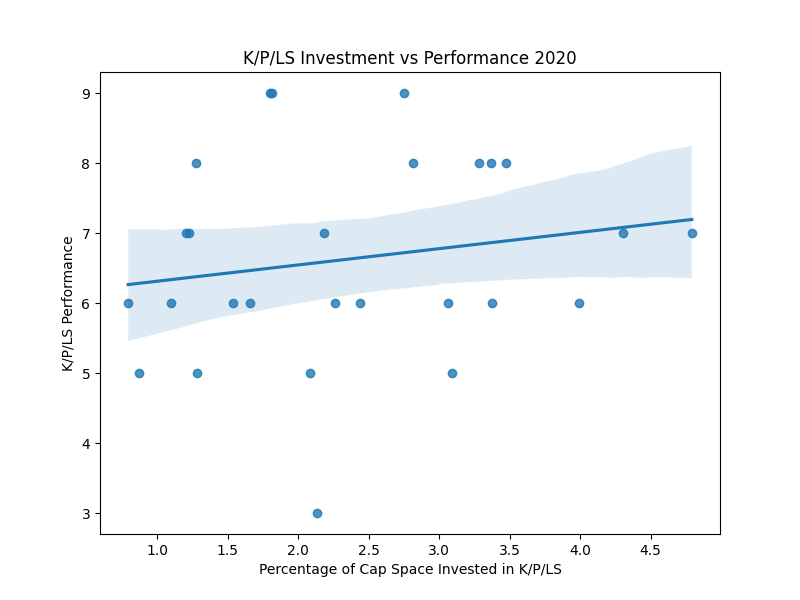 K/P/LS Investment vs Performance 2020
9
8
7
6
5
4
3
K/P/LS Performance
1.0 1.5 2.0 2.5 3.0 3.5 4.0 4.5
Percentage of Cap Space Invested in K/P/LS